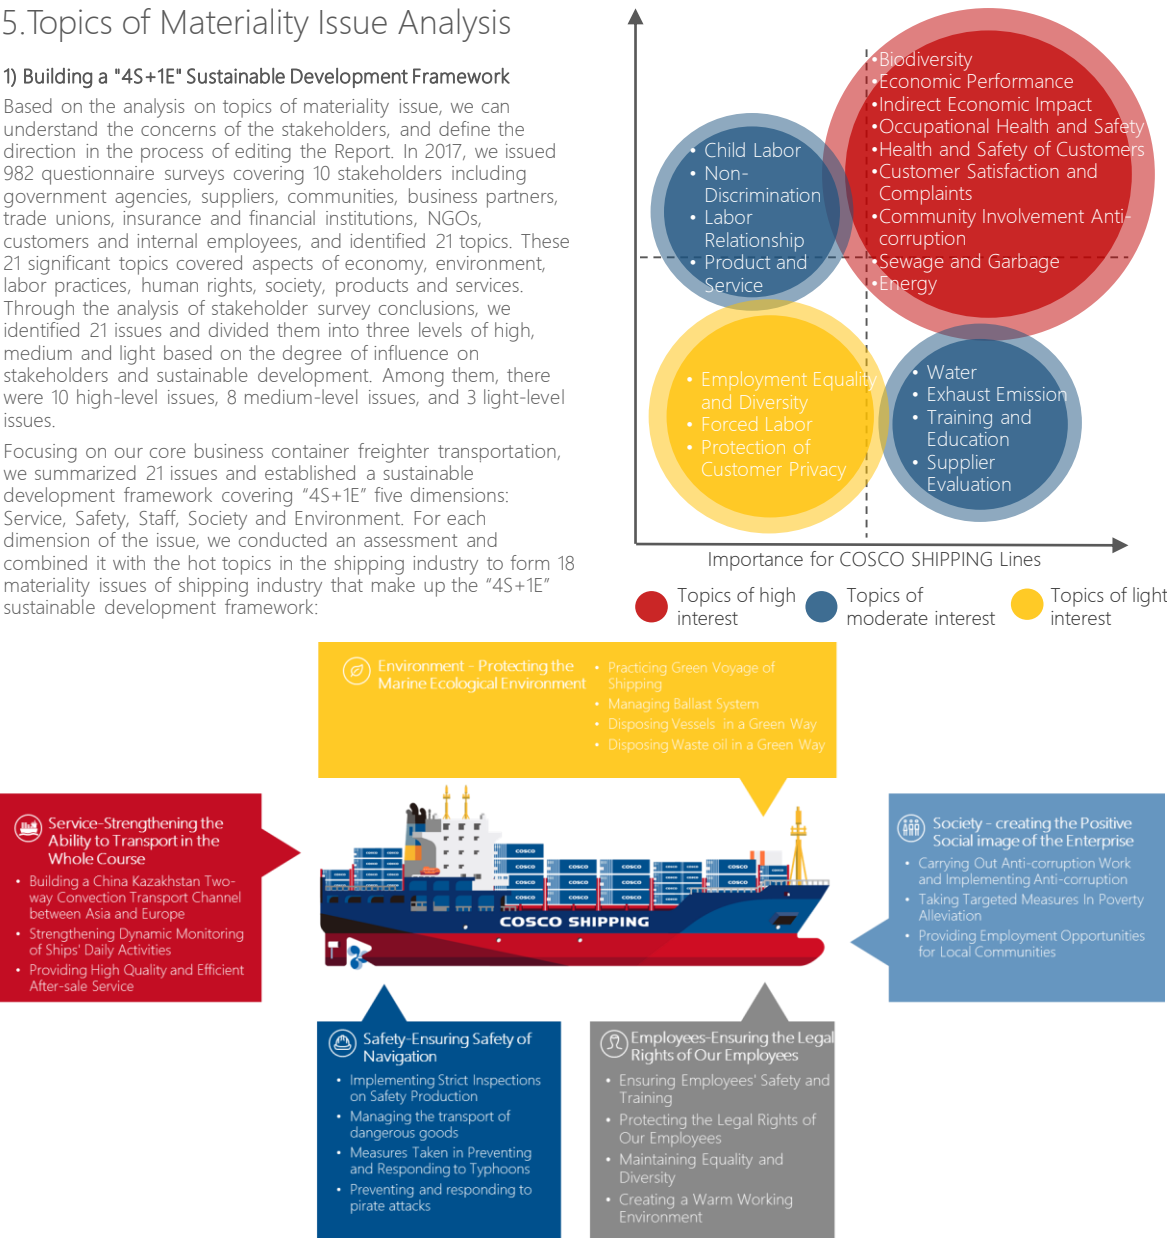 5.Topics of Materiality Issue Analysis
1) Building a "4S+1E" Sustainable Development Framework
Based on the analysis on topics of materiality issue, we can
understand the concerns of the stakeholders, and define the
direction in the process of editing the Report. In 2017, we issued
982 questionnaire surveys covering 10 stakeholders including
government agencies, suppliers, communities, business partners,
trade unions, insurance and financial institutions, NGOs,
customers and internal employees, and identified 21 topics. These
21 significant topics covered aspects of economy, environment,
labor practices, human rights, society, products and services.
Through the analysis of stakeholder survey conclusions, we
identified 21 issues and divided them into three levels of high,
medium and light based on the degree of influence on
stakeholders and sustainable development. Among them, there
were 10 high-level issues, 8 medium-level issues, and 3 light-level
issues.
Focusing on our core business container freighter transportation,
we summarized 21 issues and established a sustainable
development framework covering “4S+1E” five dimensions:
Service, Safety, Staff, Society and Environment. For each
dimension of the issue, we conducted an assessment and
combined it with the hot topics in the shipping industry to form 18
materiality issues of shipping industry that make up the “4S+1E”
sustainable development framework:
• Child Labor
• Non-
Discrimination
• Labor
Relationship
• Product and
Service
•Biodiversity
•Economic Performance
•Indirect Economic Impact
•Occupational Health and Safety
•Health and Safety of Customers
•Customer Satisfaction and
Complaints
•Community Involvement Anti-
corruption
•Sewage and Garbage
•Energy
• Employment Equality
and Diversity
• Forced Labor
• Protection of
Customer Privacy
• Water
• Exhaust Emission
• Training and
Education
• Supplier
Evaluation
Importance for COSCO SHIPPING Lines
Topics of high
interest
Topics of
moderate interest
Topics of light
interest
Environment - Protecting the
Marine Ecological Environment
• Practicing Green Voyage of
Shipping
• Managing Ballast System
• Disposing Vessels in a Green Way
• Disposing Waste oil in a Green Way
Service-Strengthening the
Ability to Transport in the
Whole Course
• Building a China Kazakhstan Two-
way Convection Transport Channel
between Asia and Europe
• Strengthening Dynamic Monitoring
of Ships' Daily Activities
• Providing High Quality and Efficient
After-sale Service
COSCO SHIPPING
Society - creating the Positive
Social image of the Enterprise
• Carrying Out Anti-corruption Work
and Implementing Anti-corruption
• Taking Targeted Measures In Poverty
Alleviation
• Providing Employment Opportunities
for Local Communities
Safety-Ensuring Safety of
Navigation
• Implementing Strict Inspections
on Safety Production
• Managing the transport of
dangerous goods
• Measures Taken in Preventing
and Responding to Typhoons
• Preventing and responding to
pirate attacks
Employees-Ensuring the Legal
Rights of Our Employees
• Ensuring Employees' Safety and
Training
• Protecting the Legal Rights of
Our Employees
• Maintaining Equality and
Diversity
• Creating a Warm Working
Environment